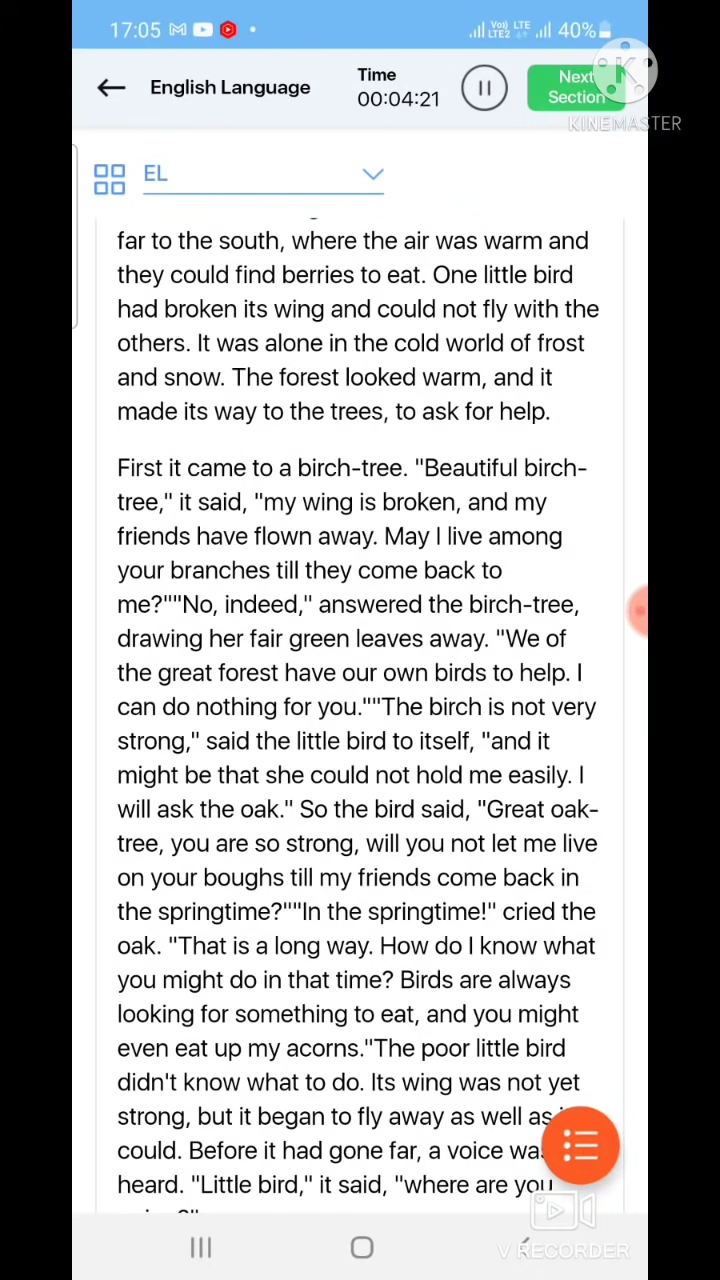 17:05 Vo)) LTE LTE2 40%
English Language
Time
00:04:21
Next
Section
K
KINEMASTER
EL
far to the south, where the air was warm and
they could find berries to eat. One little bird
had broken its wing and could not fly with the
others. It was alone in the cold world of frost
and snow. The forest looked warm, and it
made its way to the trees, to ask for help.
First it came to a birch-tree. "Beautiful birch-
tree," it said, "my wing is broken, and my
friends have flown away. May I live among
your branches till they come back to
me?""No, indeed," answered the birch-tree,
drawing her fair green leaves away. "We of
the great forest have our own birds to help. I
can do nothing for you.""The birch is not very
strong," said the little bird to itself, "and it
might be that she could not hold me easily. I
will ask the oak." So the bird said, "Great oak-
tree, you are so strong, will you not let me live
on your boughs till my friends come back in
the springtime?""In the springtime!" cried the
oak. "That is a long way. How do I know what
you might do in that time? Birds are always
looking for something to eat, and you might
even eat up my acorns."The poor little bird
didn't know what to do. Its wing was not yet
strong, but it began to fly away as well as
could. Before it had gone far, a voice wa
heard. "Little bird," it said, "where are you
V RECORDER